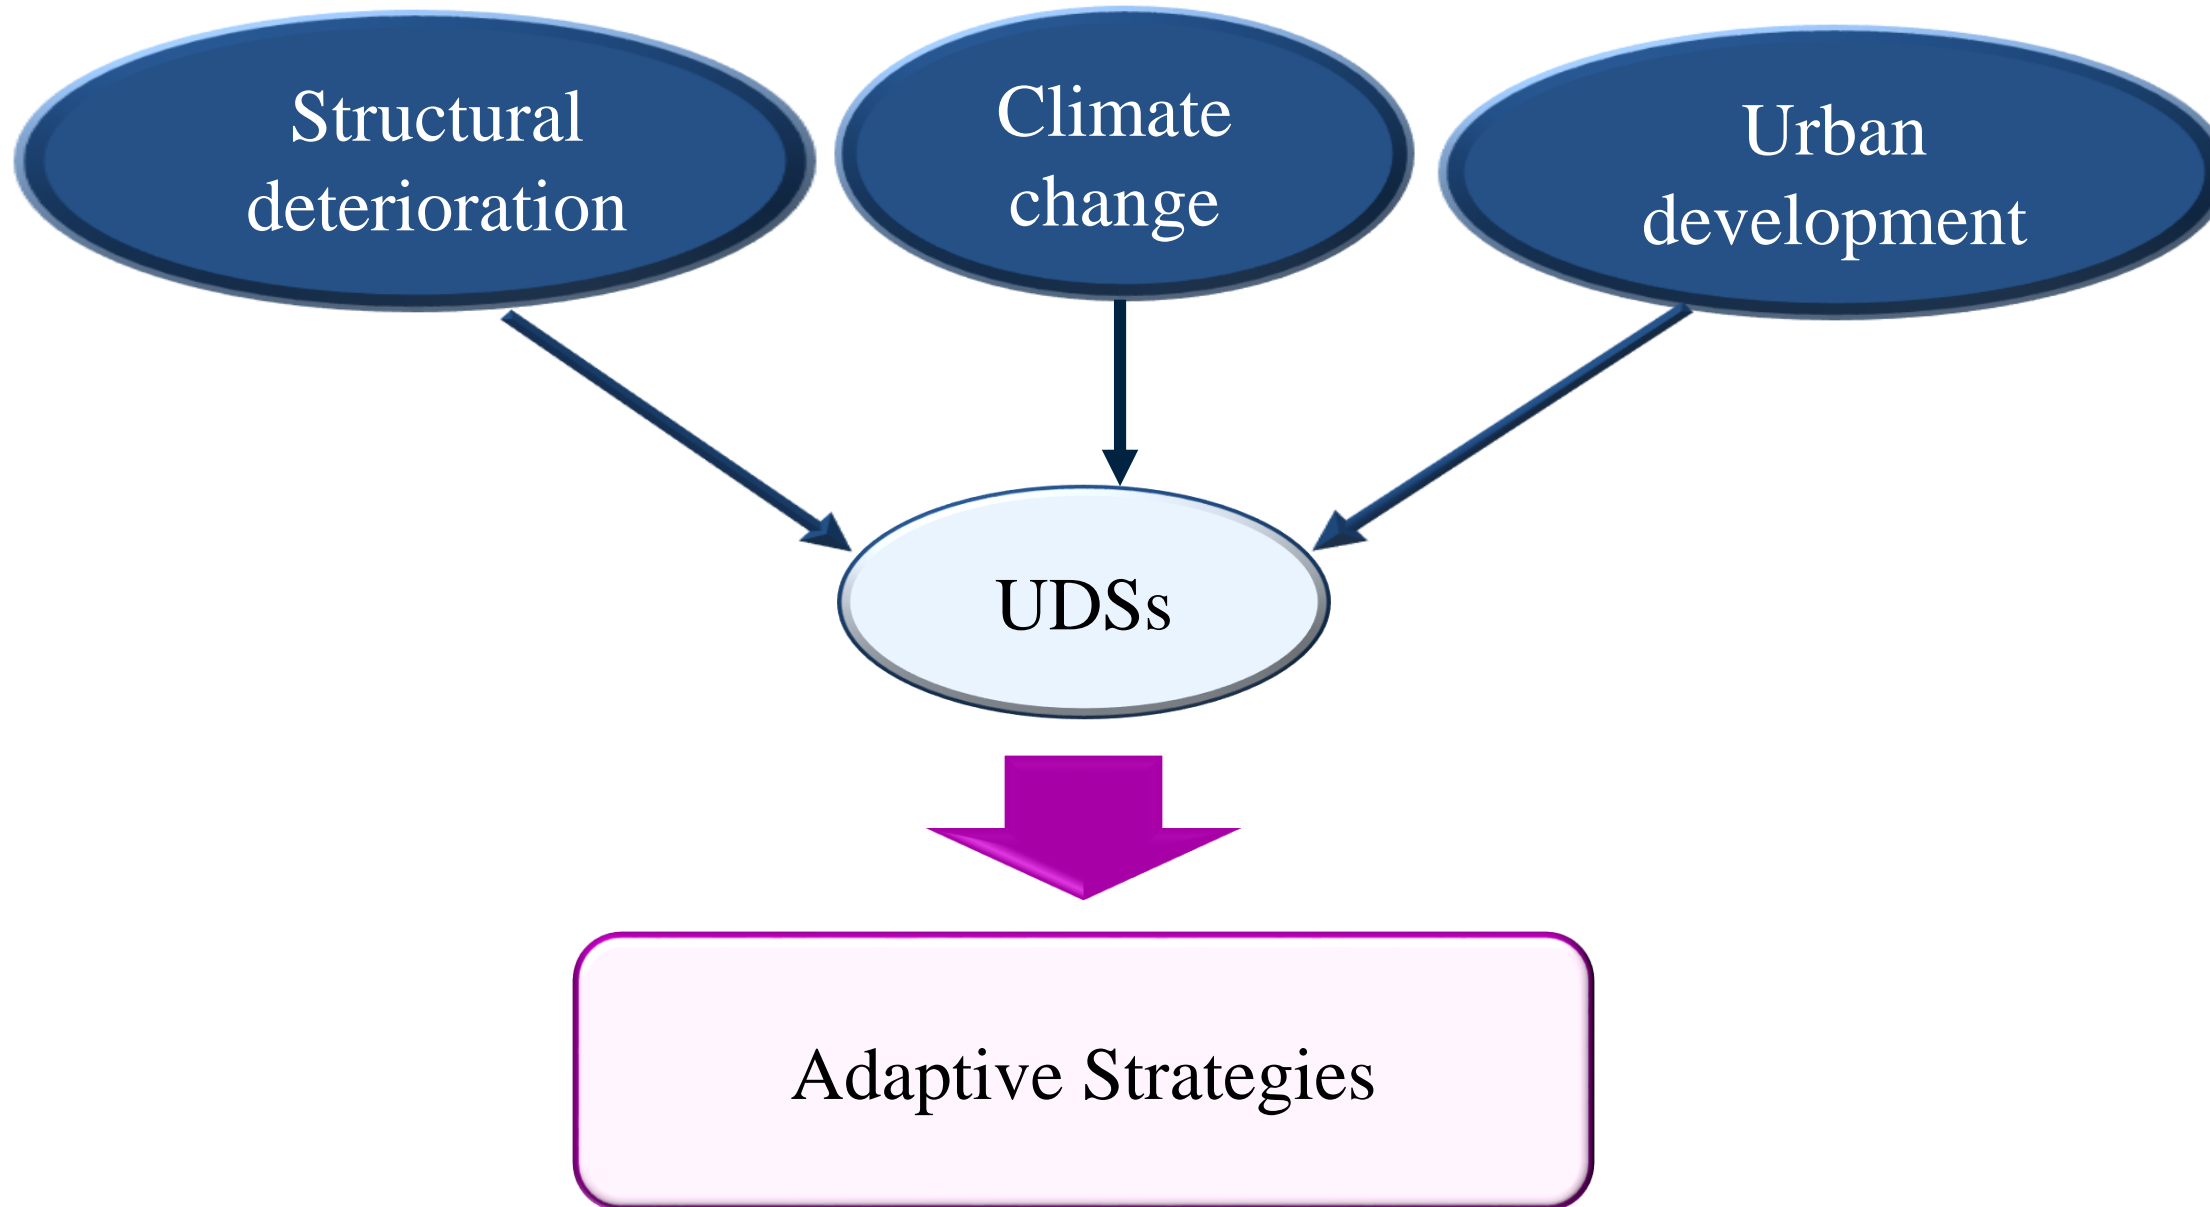 Structural
deterioration
Climate
change
Urban
development
UDSs
Adaptive Strategies